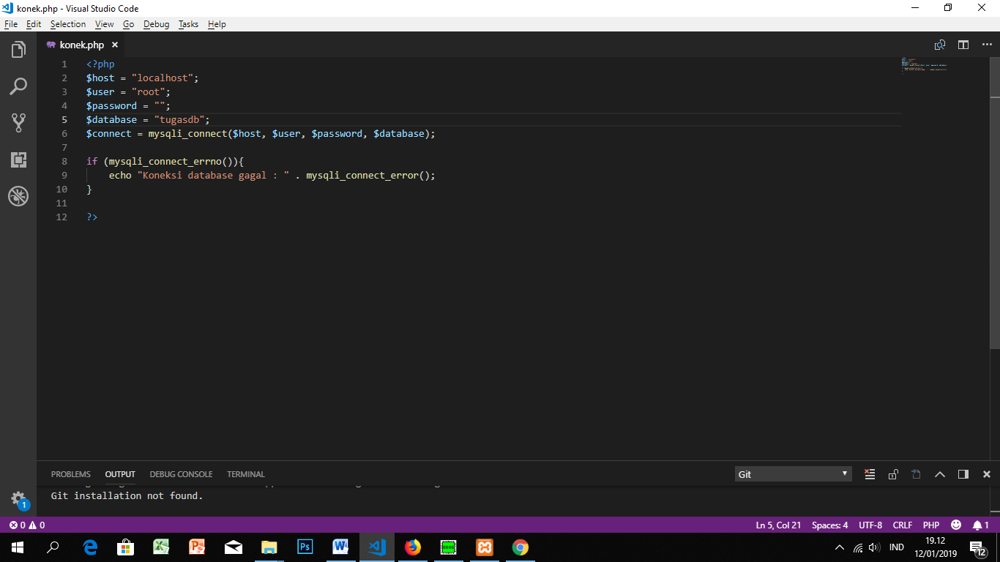 konek.php - Visual Studio Code
File Edit Selection View Go Debug Tasks Help
konek.php
1 <?php
2 $host = "localhost";
3 $user = "root";
4 $password = "";
5 $database = "tugasdb";
6 $connect = mysqli_connect($host, $user, $password, $database);
7
8 if (mysqli_connect_errno()){
9 echo "Koneksi database gagal : " . mysqli_connect_error();
10 }
11
12 ?>
PROBLEMS OUTPUT DEBUG CONSOLE TERMINAL Git
Git installation not found.
1
0 0 Ln 5, Col 21 Spaces: 4 UTF-8 CRLF PHP 1
IND 19.12
12/01/2019 12